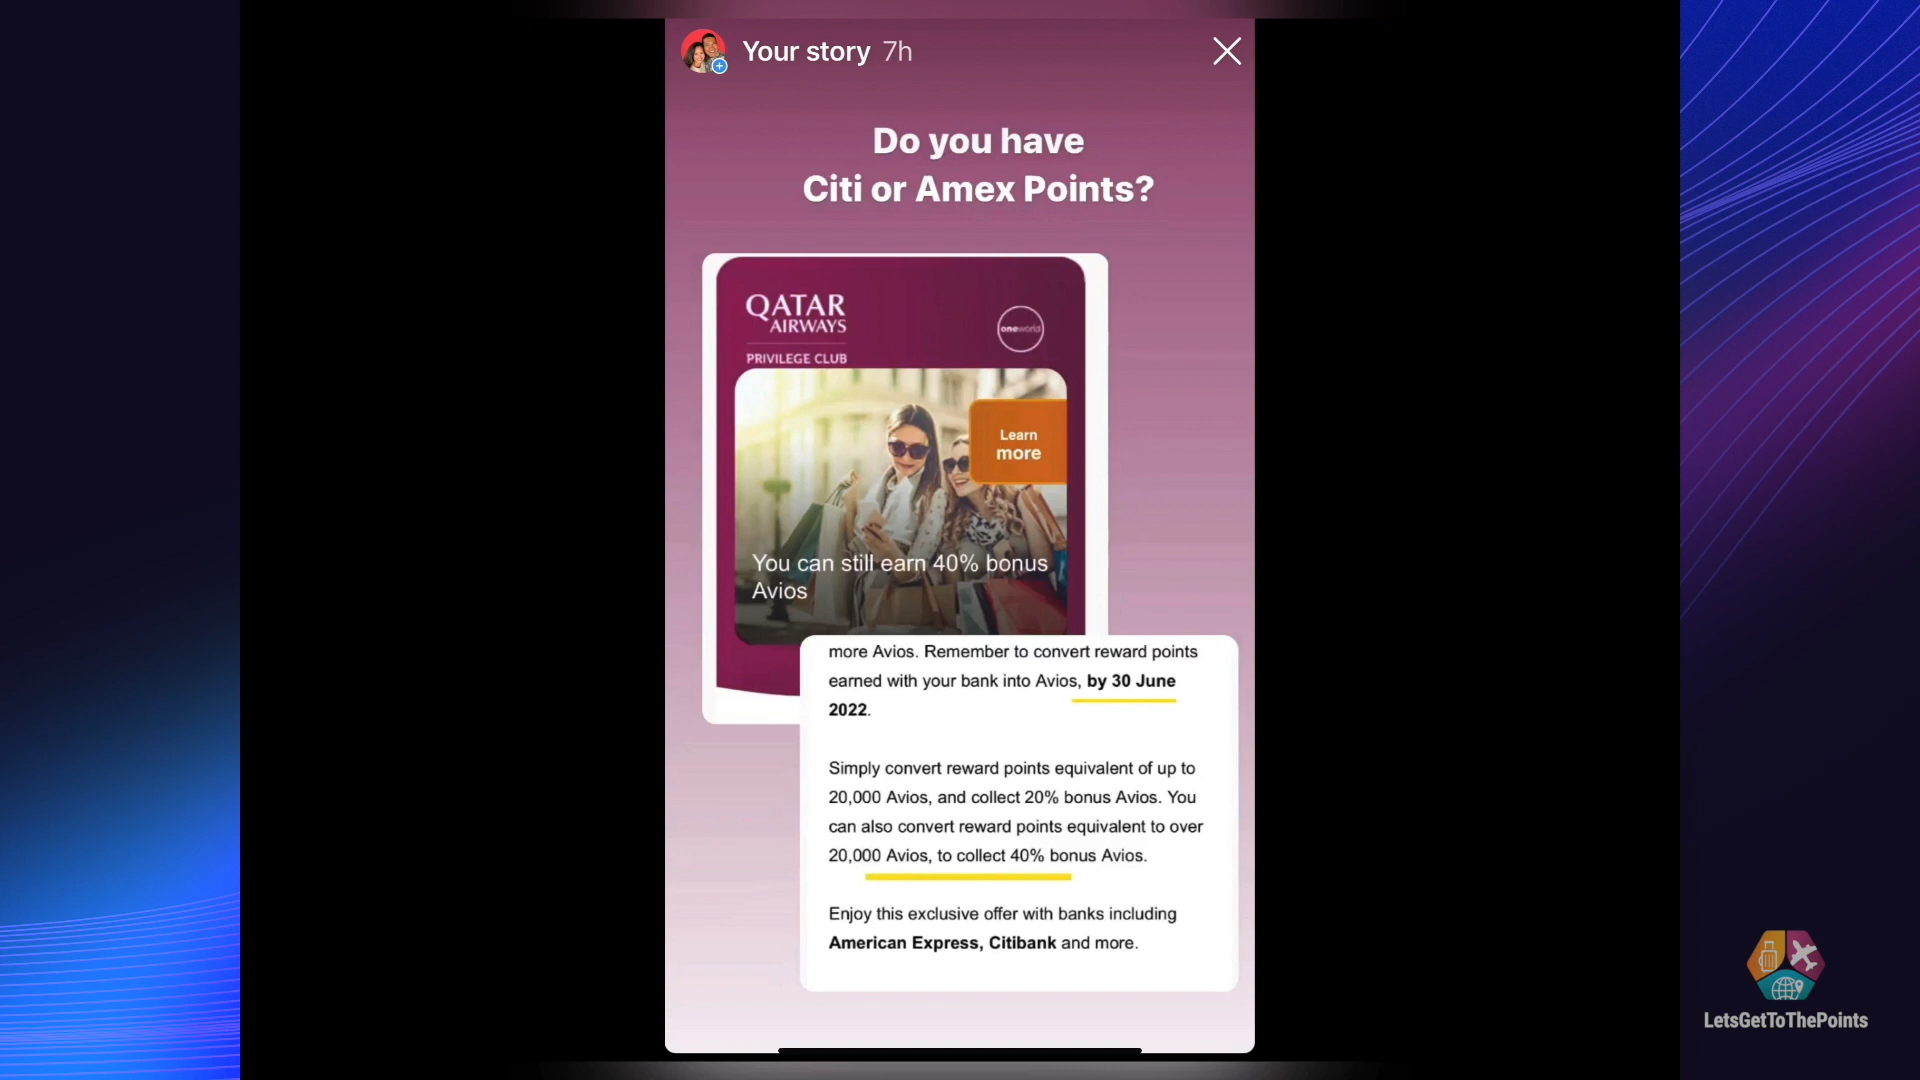 Your story 7h
Do you have
Citi or Amex Points?
QATAR
AIRWAYS
PRIVILEGE CLUB
oneworld
Learn
more
You can still earn 40% bonus
Avios
more Avios. Remember to convert reward points
earned with your bank into Avios, by 30 June
2022.
Simply convert reward points equivalent of up to
20,000 Avios, and collect 20% bonus Avios. You
can also convert reward points equivalent to over
20,000 Avios, to collect 40% bonus Avios.
Enjoy this exclusive offer with banks including
American Express, Citibank and more.
LetsGetToThePoints